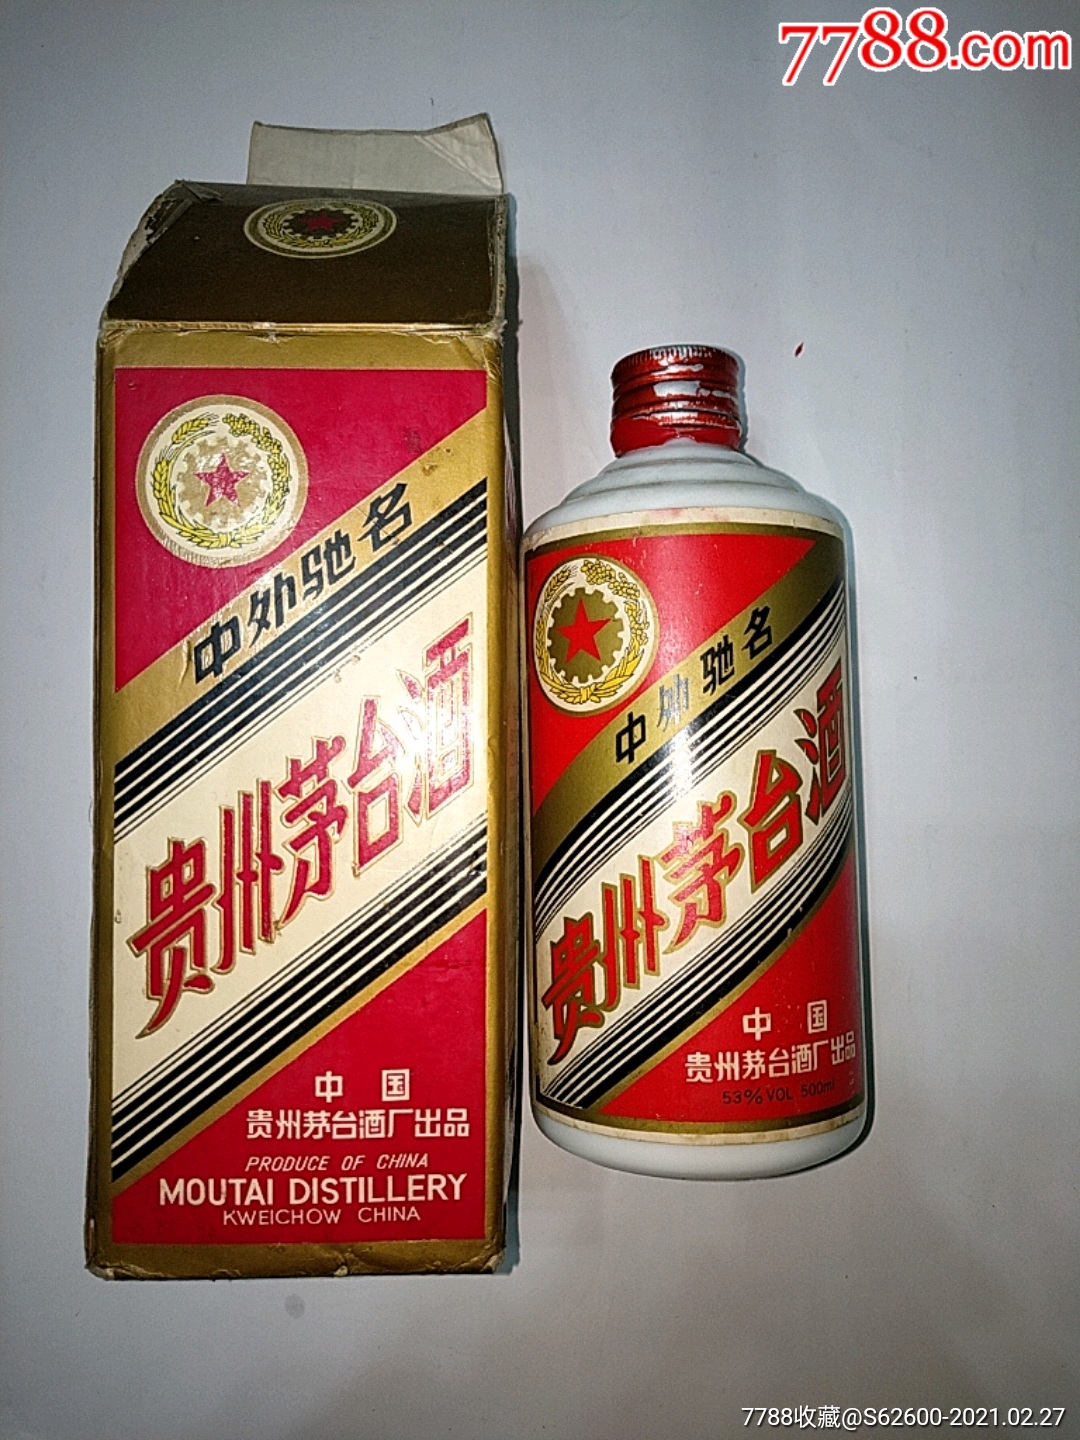 7788.com
中外驰名
贵州茅台酒
中国
贵州茅台酒厂出品
PRODUCE OF CHINA
MOUTAI DISTILLERY
KWEICHOW CHINA
中外驰名
贵州茅台酒
中国
贵州茅台酒厂出品
53% VOL 500ml
7788收藏@S62600-2021.02.27